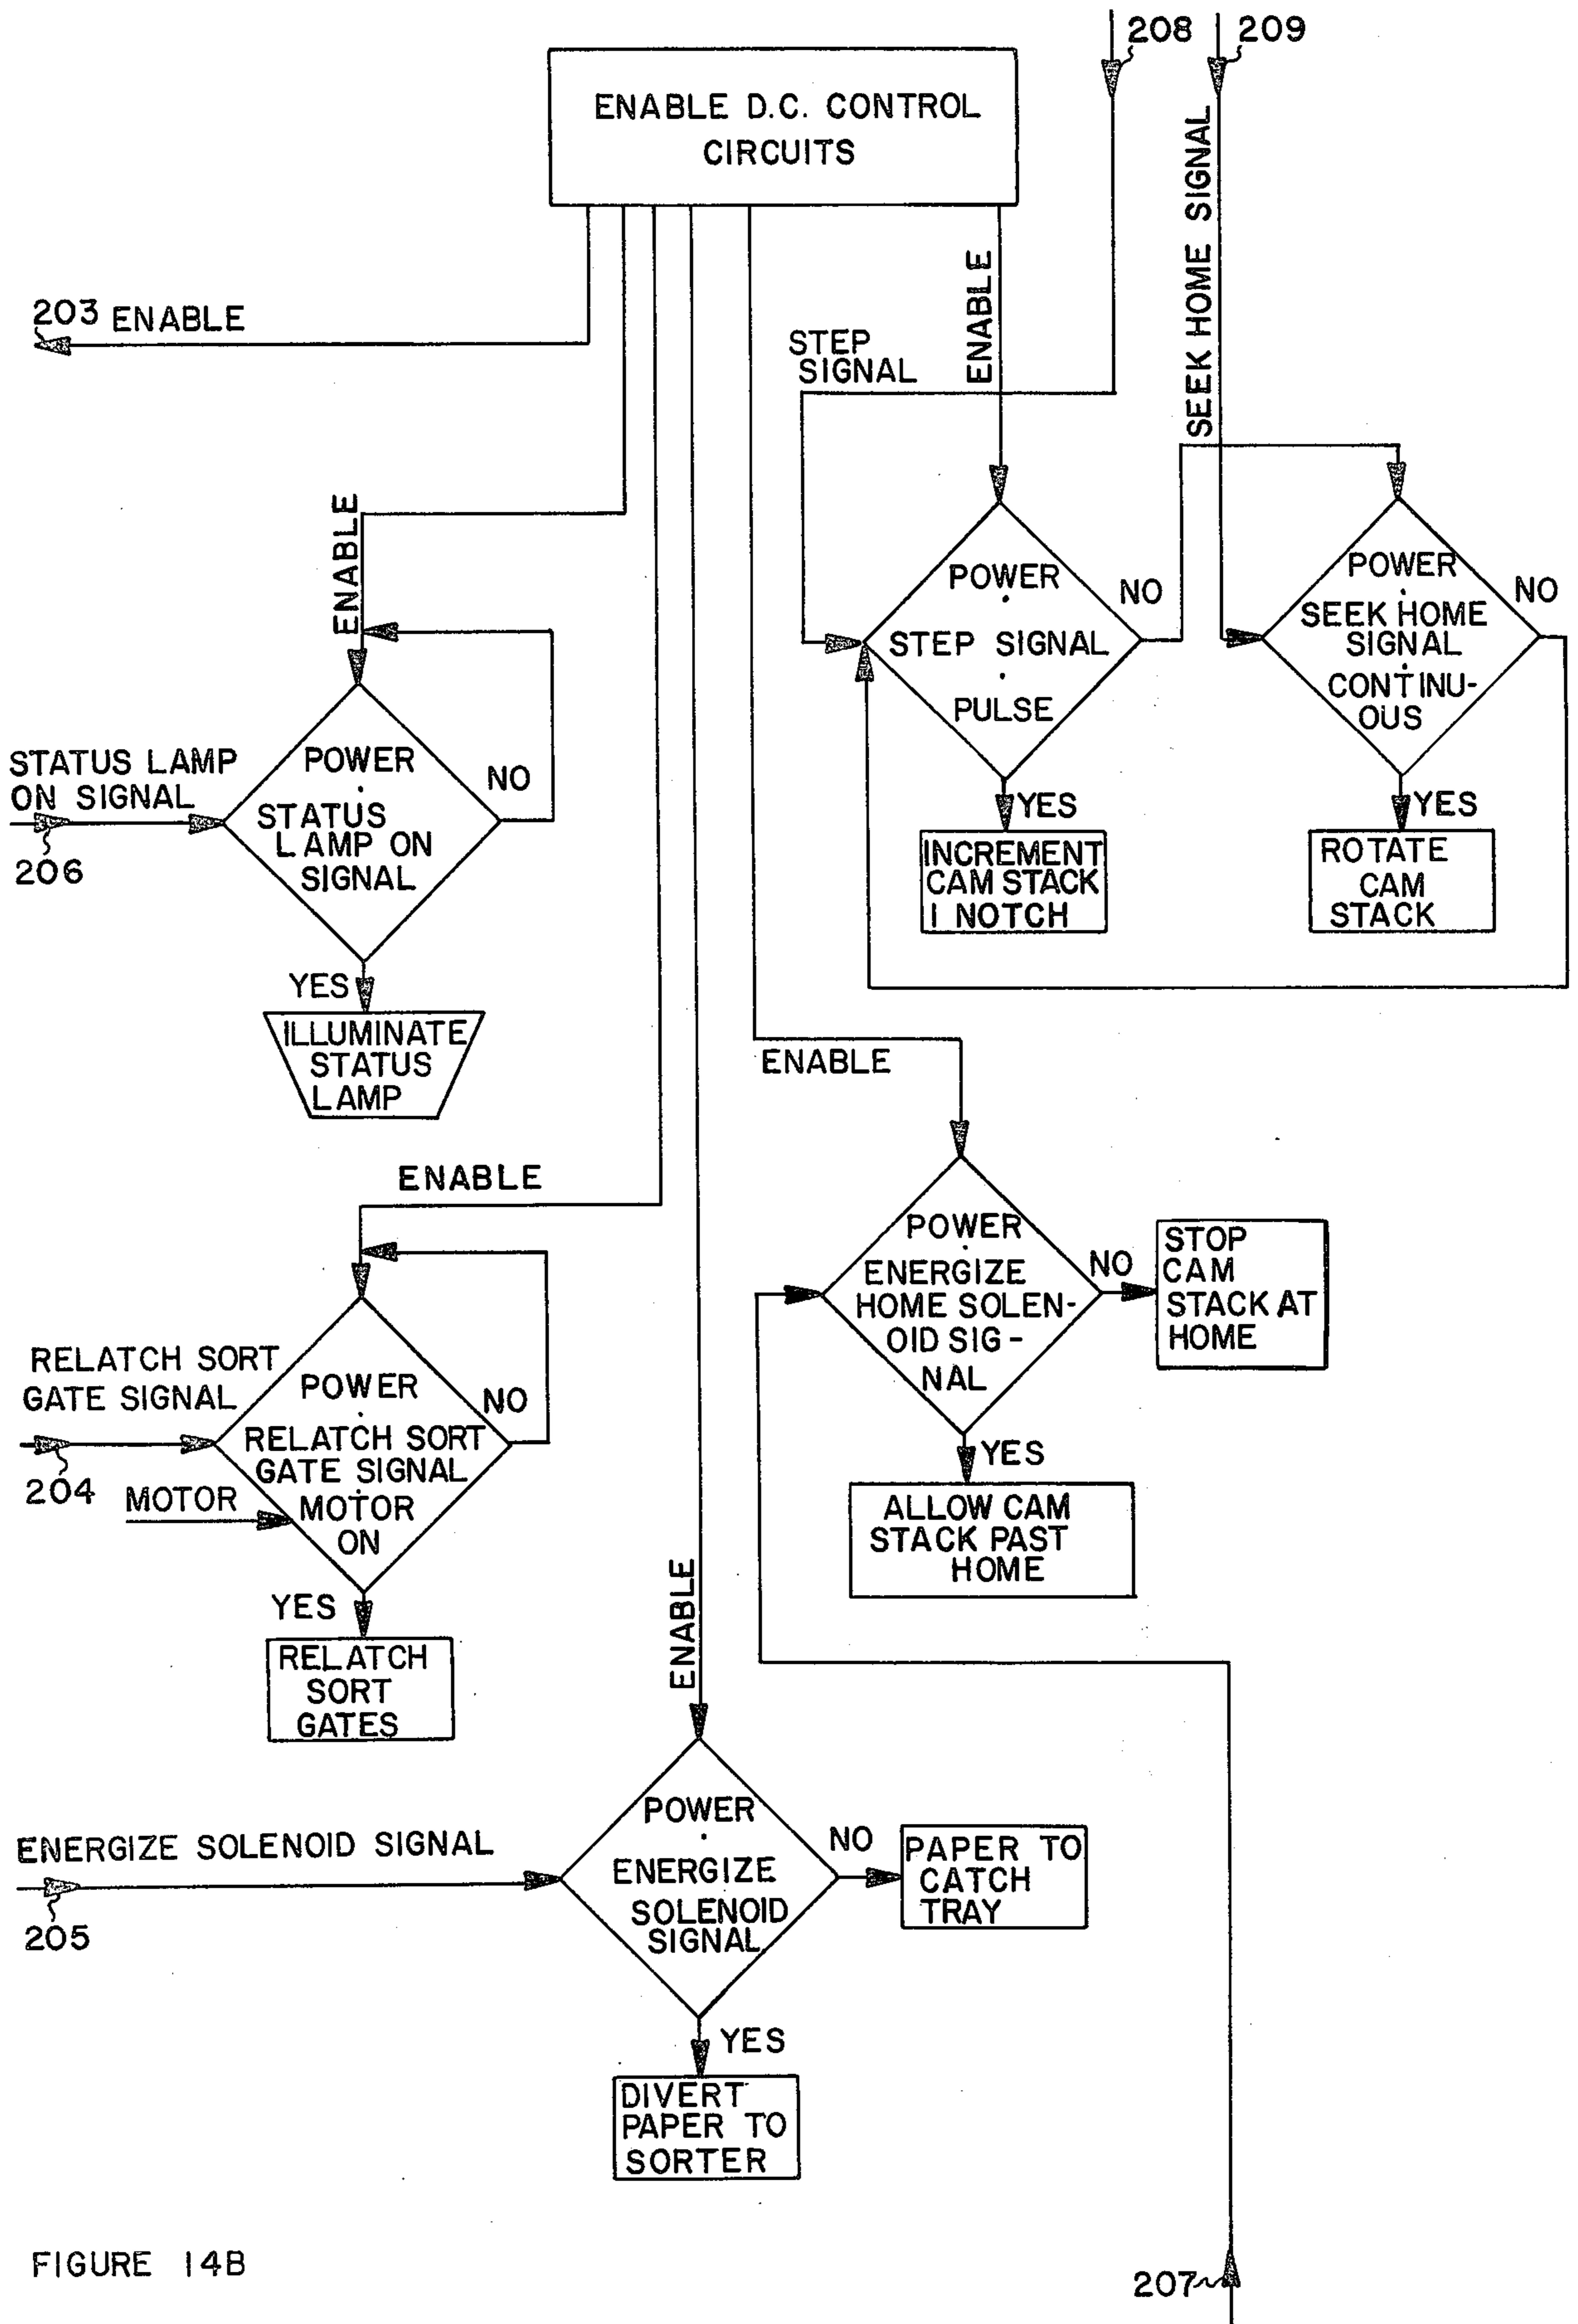 208
209
ENABLE D.C. CONTROL
CIRCUITS
SEEK HOME SIGNAL
203 ENABLE
ENABLE
STEP
SIGNAL
ENABLE
POWER
.
STEP SIGNAL
.
PULSE
NO
YES
INCREMENT
CAM STACK
1 NOTCH
POWER
.
SEEK HOME
SIGNAL
.
CONTINU-
OUS
NO
YES
ROTATE
CAM
STACK
STATUS LAMP
ON SIGNAL
206
POWER
.
STATUS
LAMP ON
SIGNAL
NO
YES
ILLUMINATE
STATUS
LAMP
ENABLE
ENABLE
POWER
.
ENERGIZE
HOME SOLEN-
OID SIG-
NAL
NO
STOP
CAM
STACK AT
HOME
YES
ALLOW CAM
STACK PAST
HOME
RELATCH SORT
GATE SIGNAL
204
MOTOR
POWER
.
RELATCH SORT
GATE SIGNAL
.
MOTOR
ON
NO
YES
RELATCH
SORT
GATES
ENABLE
ENERGIZE SOLENOID SIGNAL
205
POWER
.
ENERGIZE
SOLENOID
SIGNAL
NO
PAPER TO
CATCH
TRAY
YES
DIVERT
PAPER TO
SORTER
FIGURE 14B
207